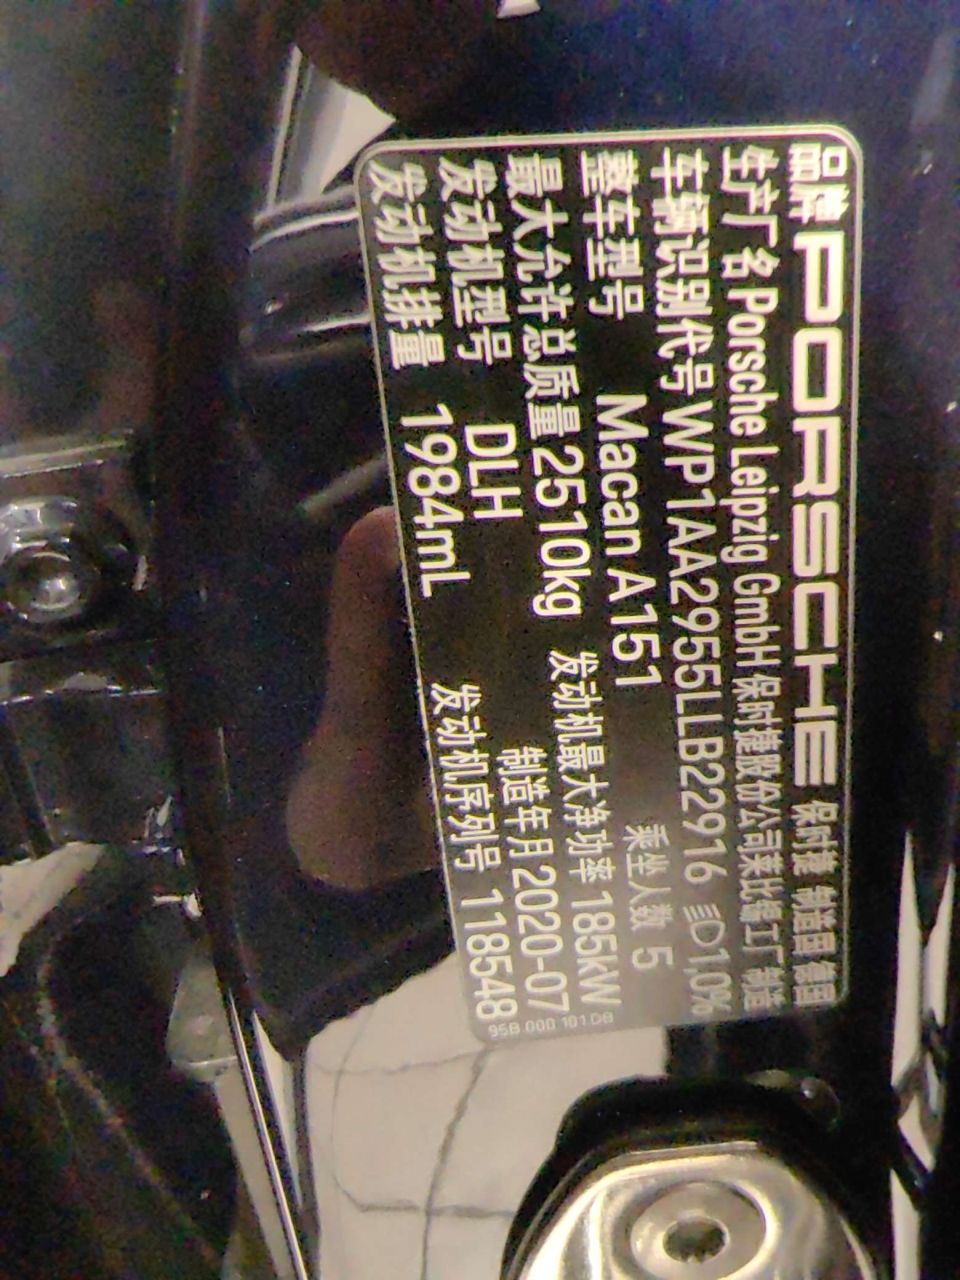 品牌 PORSCHE 保时捷 制造国 德国
生产厂名 Porsche Leipzig GmbH 保时捷股份公司莱比锡工厂制造
车辆识别代号 WP1AA2955LLB22916 1,0%
整车型号 Macan A151 乘坐人数 5
最大允许总质量 2510kg 发动机最大净功率 185kW
发动机型号 DLH 制造年月 2020-07
发动机排量 1984mL 发动机序列号 118548
95B 000 101 DB